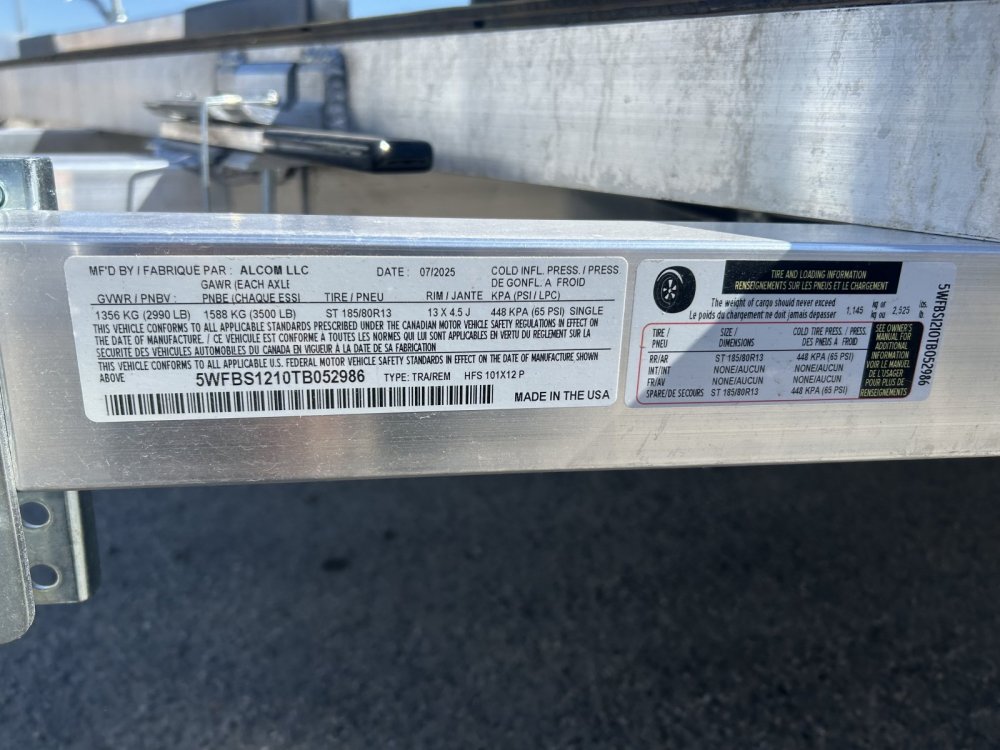 MF'D BY / FABRIQUE PAR : ALCOM LLC DATE : 07/2025 COLD INFL. PRESS. / PRESS
GAWR (EACH AXLE DE GONFL. A FROID
GVWR / PNBV : PNBE (CHAQUE ESSI TIRE / PNEU RIM / JANTE KPA (PSI / LPC)
1356 KG (2990 LB) 1588 KG (3500 LB) ST 185/80R13 13 X 4.5 J 448 KPA (65 PSI) SINGLE
THIS VEHICLE CONFORMS TO ALL APPLICABLE STANDARDS PRESCRIBED UNDER THE CANADIAN MOTOR VEHICLE SAFETY REGULATIONS IN EFFECT ON
THE DATE OF MANUFACTURE. / CE VEHICULE EST CONFORME A TOUTES LES NORMES QUI LUI SONT APPLICABLES EN VERTU DU REGLEMENT SUR LA
SECURITE DES VEHICULES AUTOMOBILES DU CANADA EN VIGUEUR A LA DATE DE SA FABRICATION
THIS VEHICLE CONFORMS TO ALL APPLICABLE U.S. FEDERAL MOTOR VEHICLE SAFETY STANDARDS IN EFFECT ON THE DATE OF MANUFACTURE SHOWN
ABOVE 5WFBS1210TB052986 TYPE: TRA/REM HFS 101X12 P
MADE IN THE USA
TIRE AND LOADING INFORMATION
RENSEIGNEMENTS SUR LES PNEUS ET LE CHARGEMENT
The weight of cargo should never exceed kg or lbs
Le poids du chargement ne doit jamais depasser 1,145 kg ou 2,525 lb
TIRE / SIZE / COLD TIRE PRESS. / PRESS.
PNEU DIMENSIONS DES PNEUS A FROID
RR/AR ST 185/80R13 448 KPA (65 PSI)
INT/INT NONE/AUCUN NONE/AUCUN
FR/AV NONE/AUCUN NONE/AUCUN
SPARE/DE SECOURS ST 185/80R13 448 KPA (65 PSI)
SEE OWNER'S
MANUAL FOR
ADDITIONAL
INFORMATION
VOIR LE MANUEL
DE L'USAGER
POUR PLUS DE
RENSEIGNEMENTS
5WFBS1210TB052986